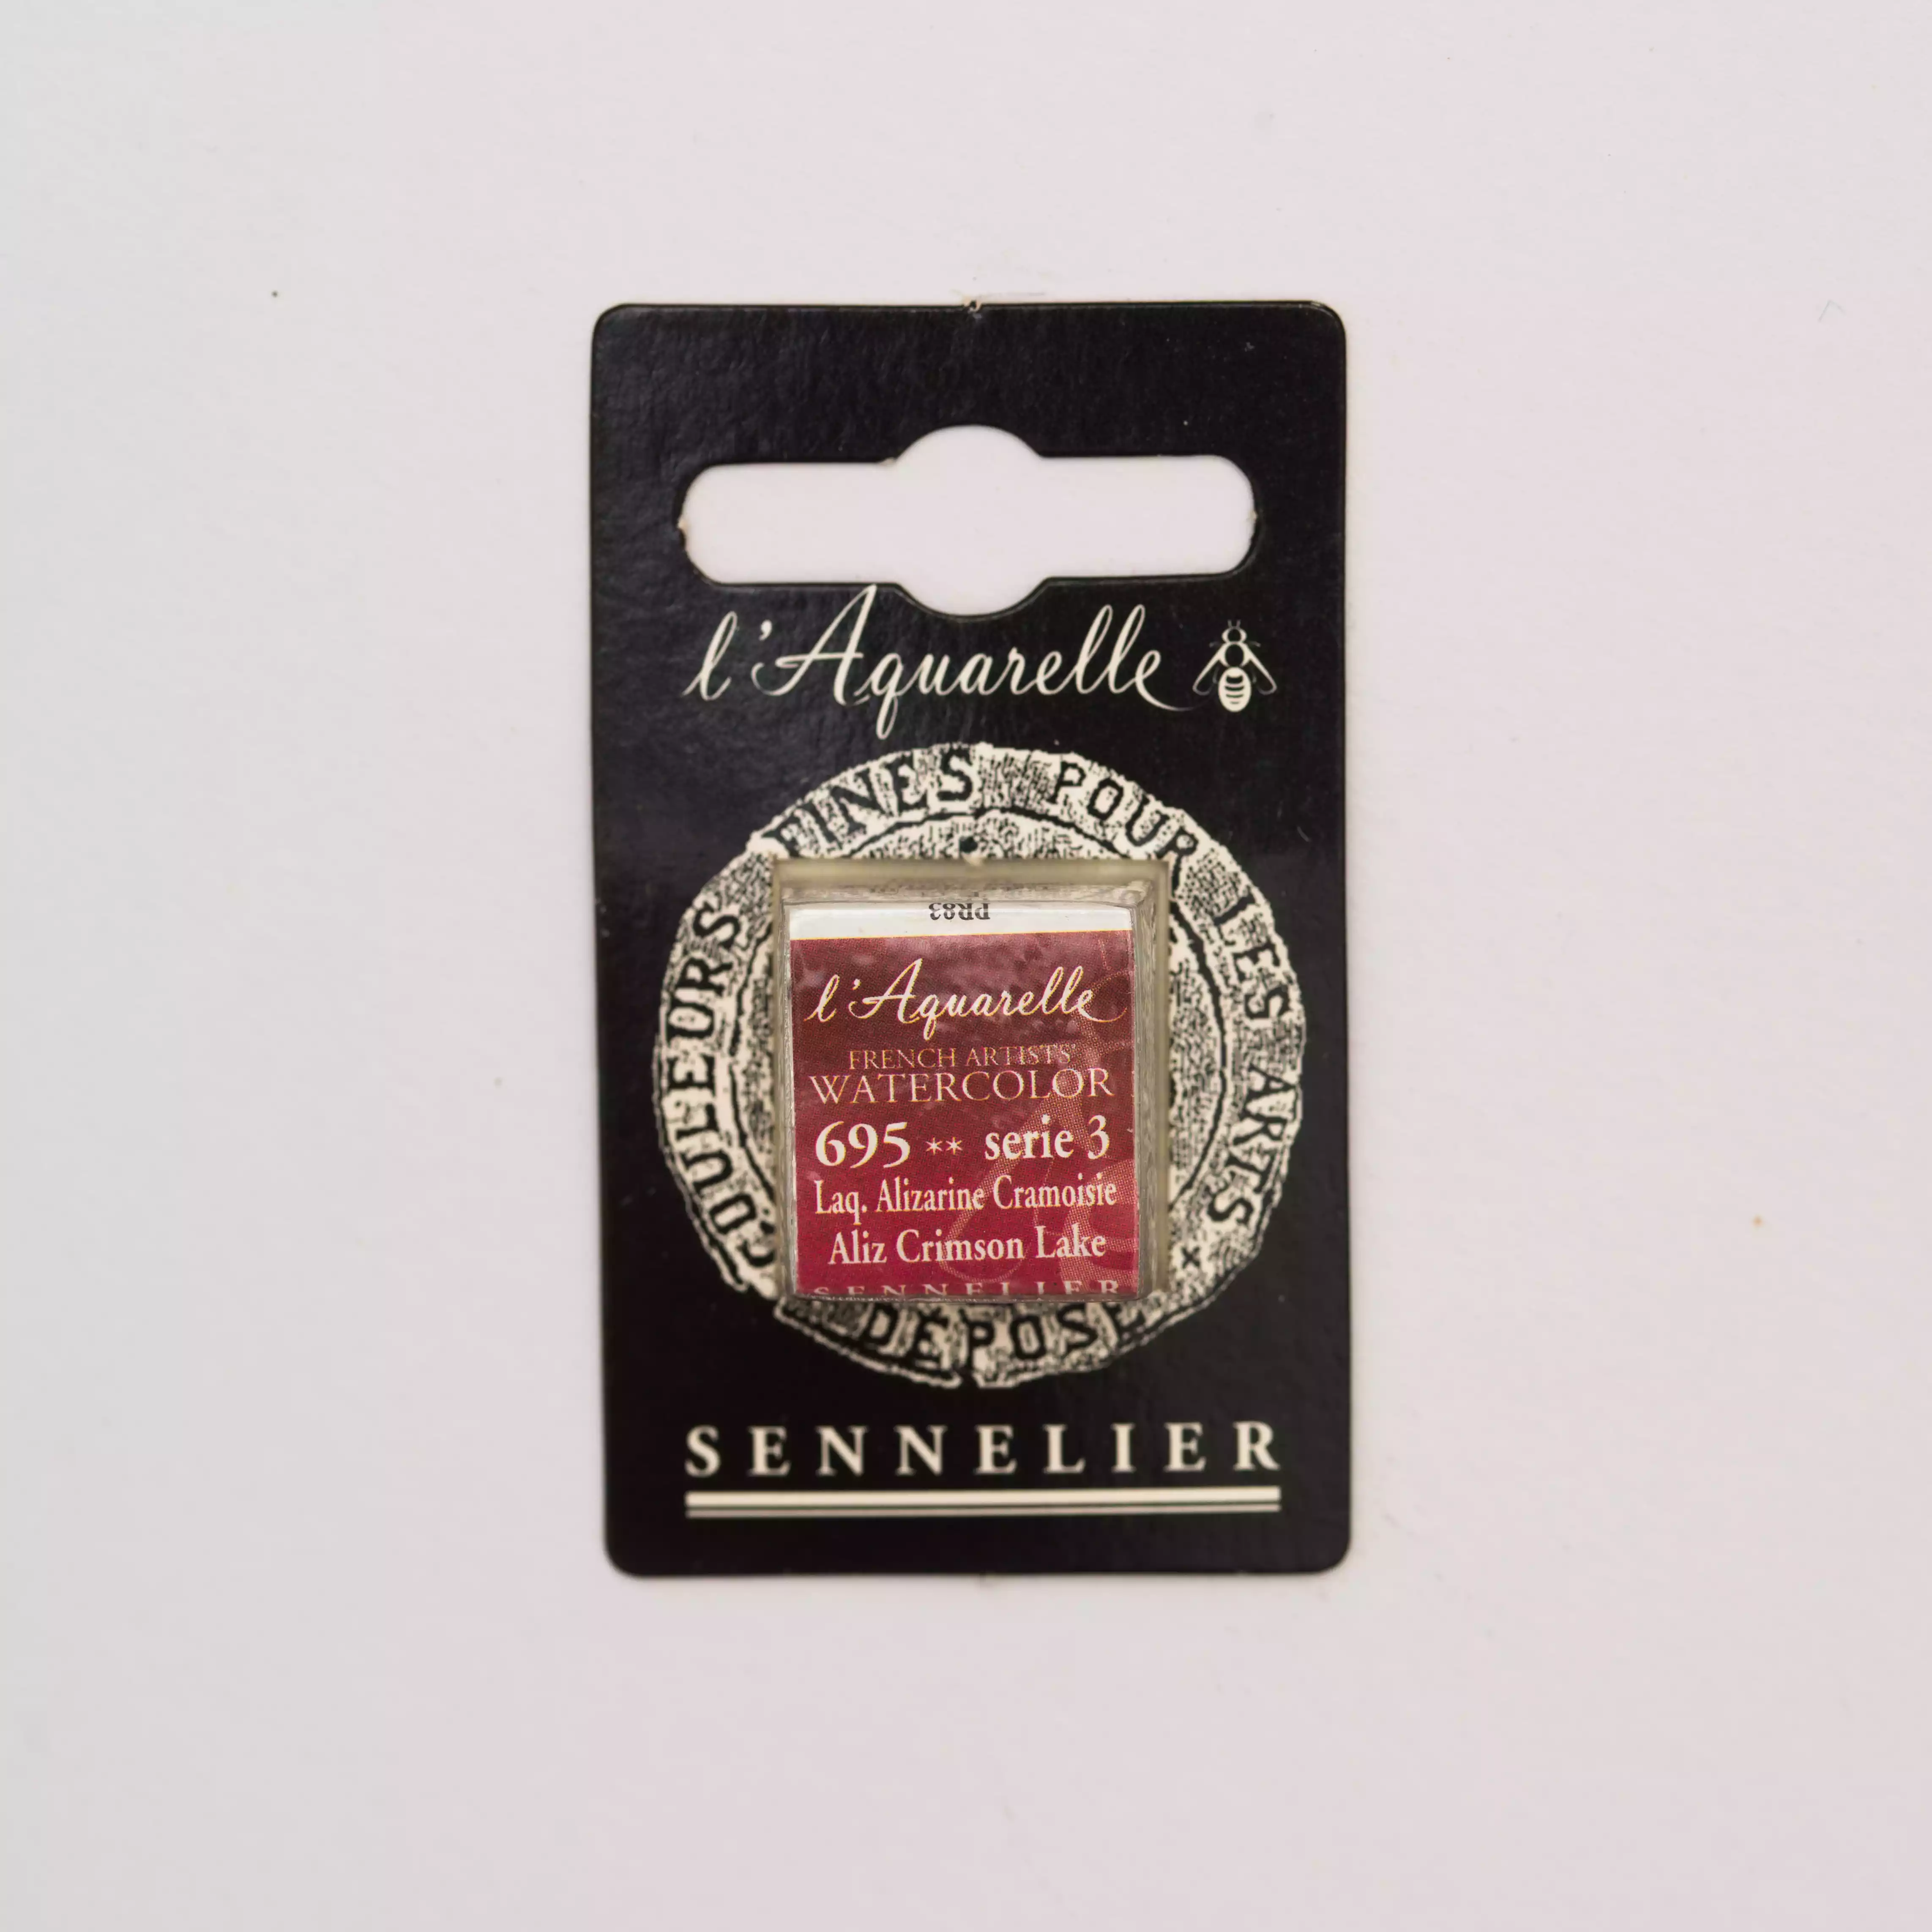 l'Aquarelle
COULEURS FINES POUR LES ARTS
PR83
l'Aquarelle
FRENCH ARTISTS'
WATERCOLOR
695 ** serie 3
Laq. Alizarine Cramoisie
Aliz Crimson Lake
SENNELIER
DÉPOSÉ
SENNELIER